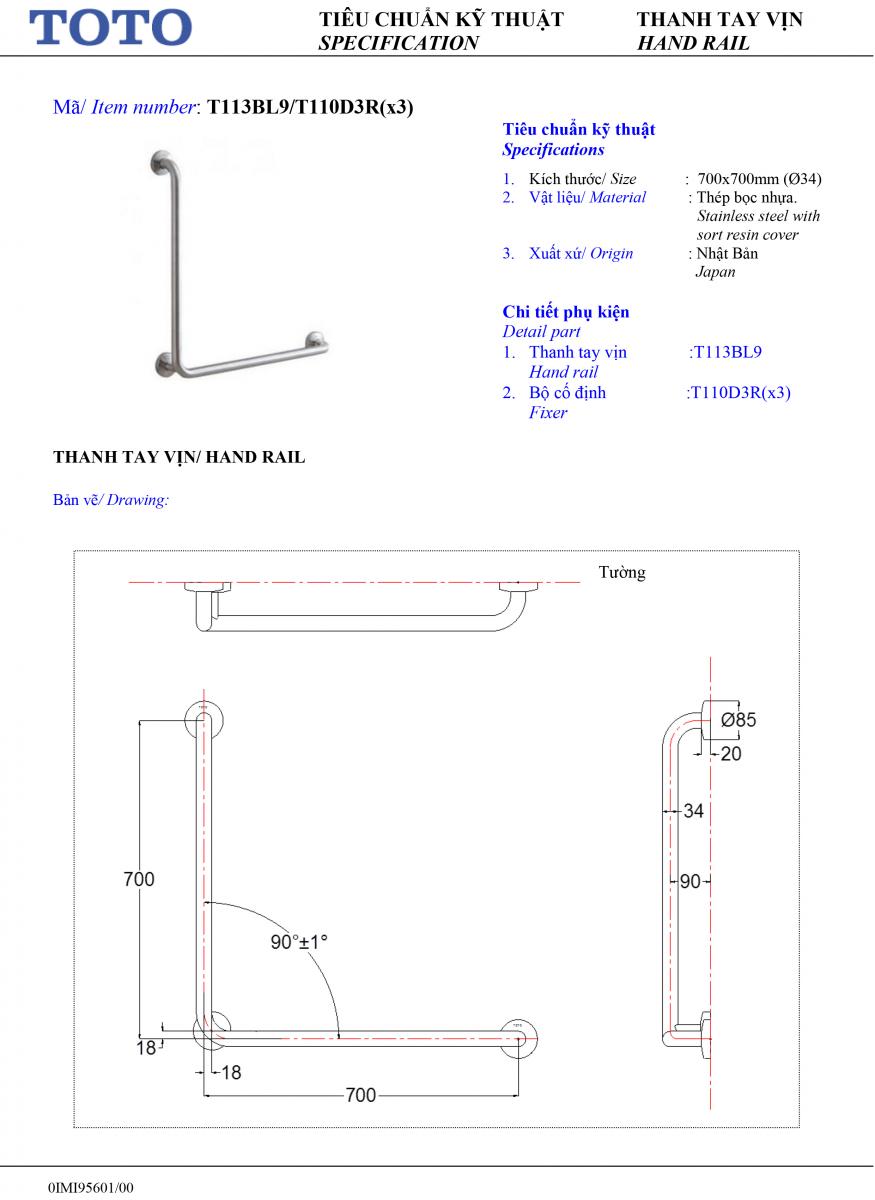 TOTO
TIÊU CHUẨN KỸ THUẬT
SPECIFICATION
THANH TAY VỊN
HAND RAIL
Mã/ Item number: T113BL9/T110D3R(x3)
Tiêu chuẩn kỹ thuật
Specifications
1. Kích thước/ Size : 700x700mm (Ø34)
2. Vật liệu/ Material : Thép bọc nhựa.
Stainless steel with
sort resin cover
3. Xuất xứ/ Origin : Nhật Bản
Japan
Chi tiết phụ kiện
Detail part
1. Thanh tay vịn :T113BL9
Hand rail
2. Bộ cố định :T110D3R(x3)
Fixer
THANH TAY VỊN/ HAND RAIL
Bản vẽ/ Drawing:
Tường
TOTO
Ø85
20
34
700
90
90°±1°
TOTO
18
18
700
0IMI95601/00